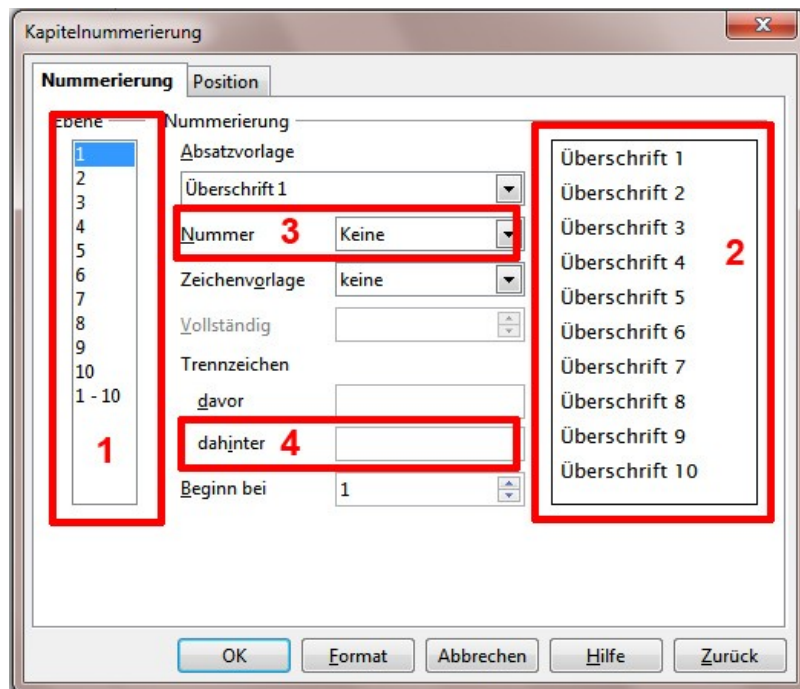 Kapitelnummerierung
Nummerierung Position
Ebene Nummerierung
1
2
3
4
5
6
7
8
9
10
1 - 10
1
Absatzvorlage
Überschrift 1
Nummer 3 Keine
Zeichenvorlage keine
Vollständig
Trennzeichen
davor
dahinter 4
Beginn bei 1
Überschrift 1
Überschrift 2
Überschrift 3
Überschrift 4
2
Überschrift 5
Überschrift 6
Überschrift 7
Überschrift 8
Überschrift 9
Überschrift 10
OK Format Abbrechen Hilfe Zurück